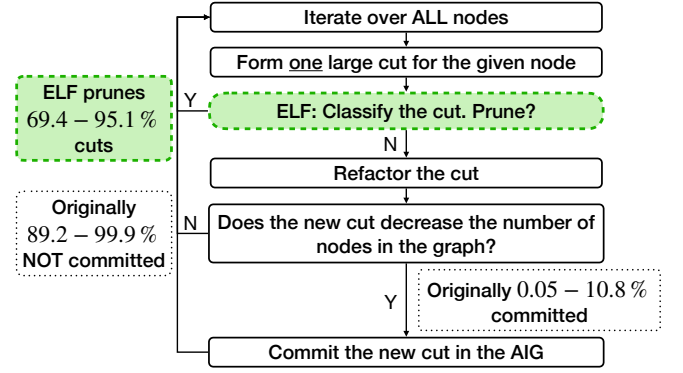 Iterate over ALL nodes
Form one large cut for the given node
ELF prunes
69.4 – 95.1 %
cuts
Y
ELF: Classify the cut. Prune?
N
Refactor the cut
Originally
89.2 – 99.9 %
NOT committed
N
Does the new cut decrease the number of
nodes in the graph?
Y
Originally 0.05 – 10.8 %
committed
Commit the new cut in the AIG